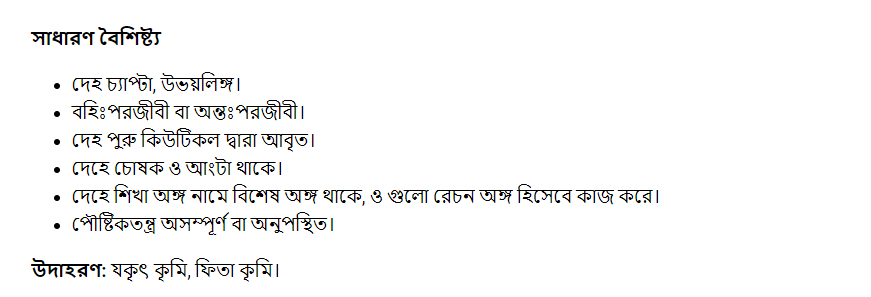 সাধারণ বৈশিষ্ট্য
• দেহ চ্যাপ্টা, উভয়লিঙ্গ।
• বহিঃপরজীবী বা অন্তঃপরজীবী।
• দেহ পুরু কিউটিকল দ্বারা আবৃত।
• দেহে চোষক ও আংটা থাকে।
• দেহে শিখা অঙ্গ নামে বিশেষ অঙ্গ থাকে, ও গুলো রেচন অঙ্গ হিসেবে কাজ করে।
• পৌষ্টিকতন্ত্র অসম্পূর্ণ বা অনুপস্থিত।
উদাহরণ: যকৃৎ কৃমি, ফিতা কৃমি।